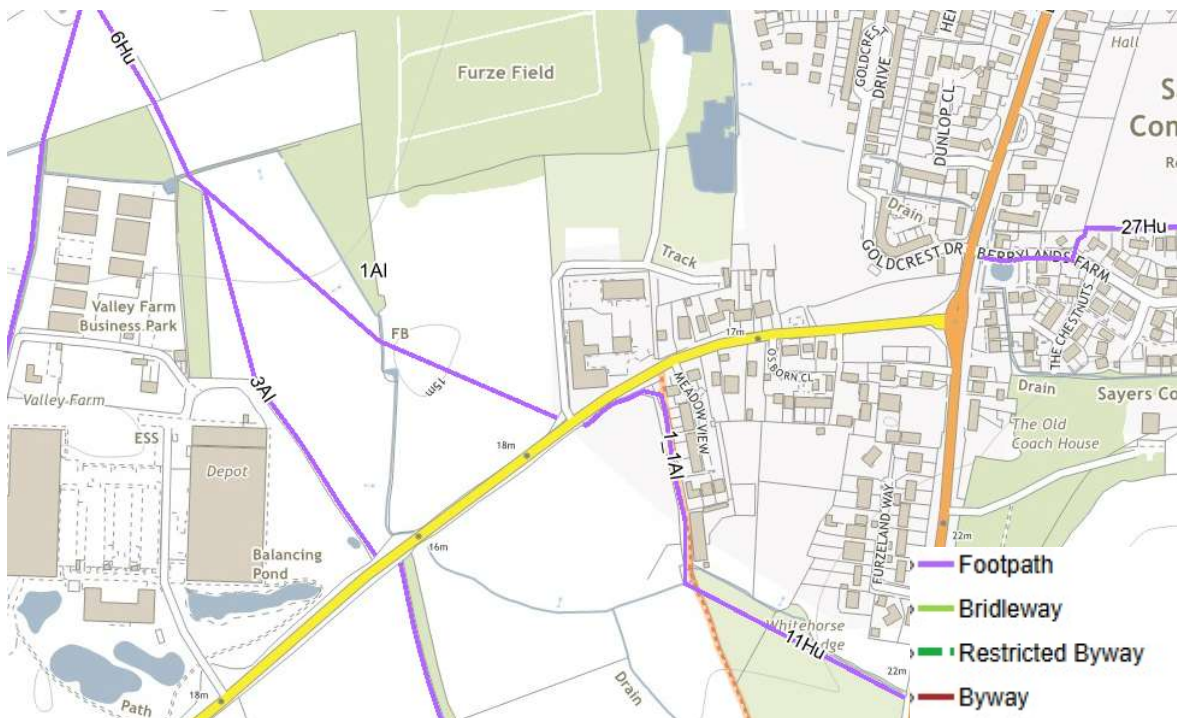 6Hu
Furze Field
GOLDCREST
DRIVE
DUNLOP CL
HE
Hall
S
Com
Re
Drain
GOLDCREST DR
BERRYLANDS FARM
27Hu
THE CHESTNUTS
Track
1Al
FB
15m
17m
OSBORN CL
MEADOW VIEW
Valley Farm
Business Park
Valley Farm
3Al
ESS
Depot
18m
Balancing
Pond
16m
1_1Al
Drain
Sayers Co
The Old
Coach House
FURZELAND WAY
22m
Whitehorse
11Hu
22m
Drain
18m
Path
Footpath
Bridleway
Restricted Byway
Byway